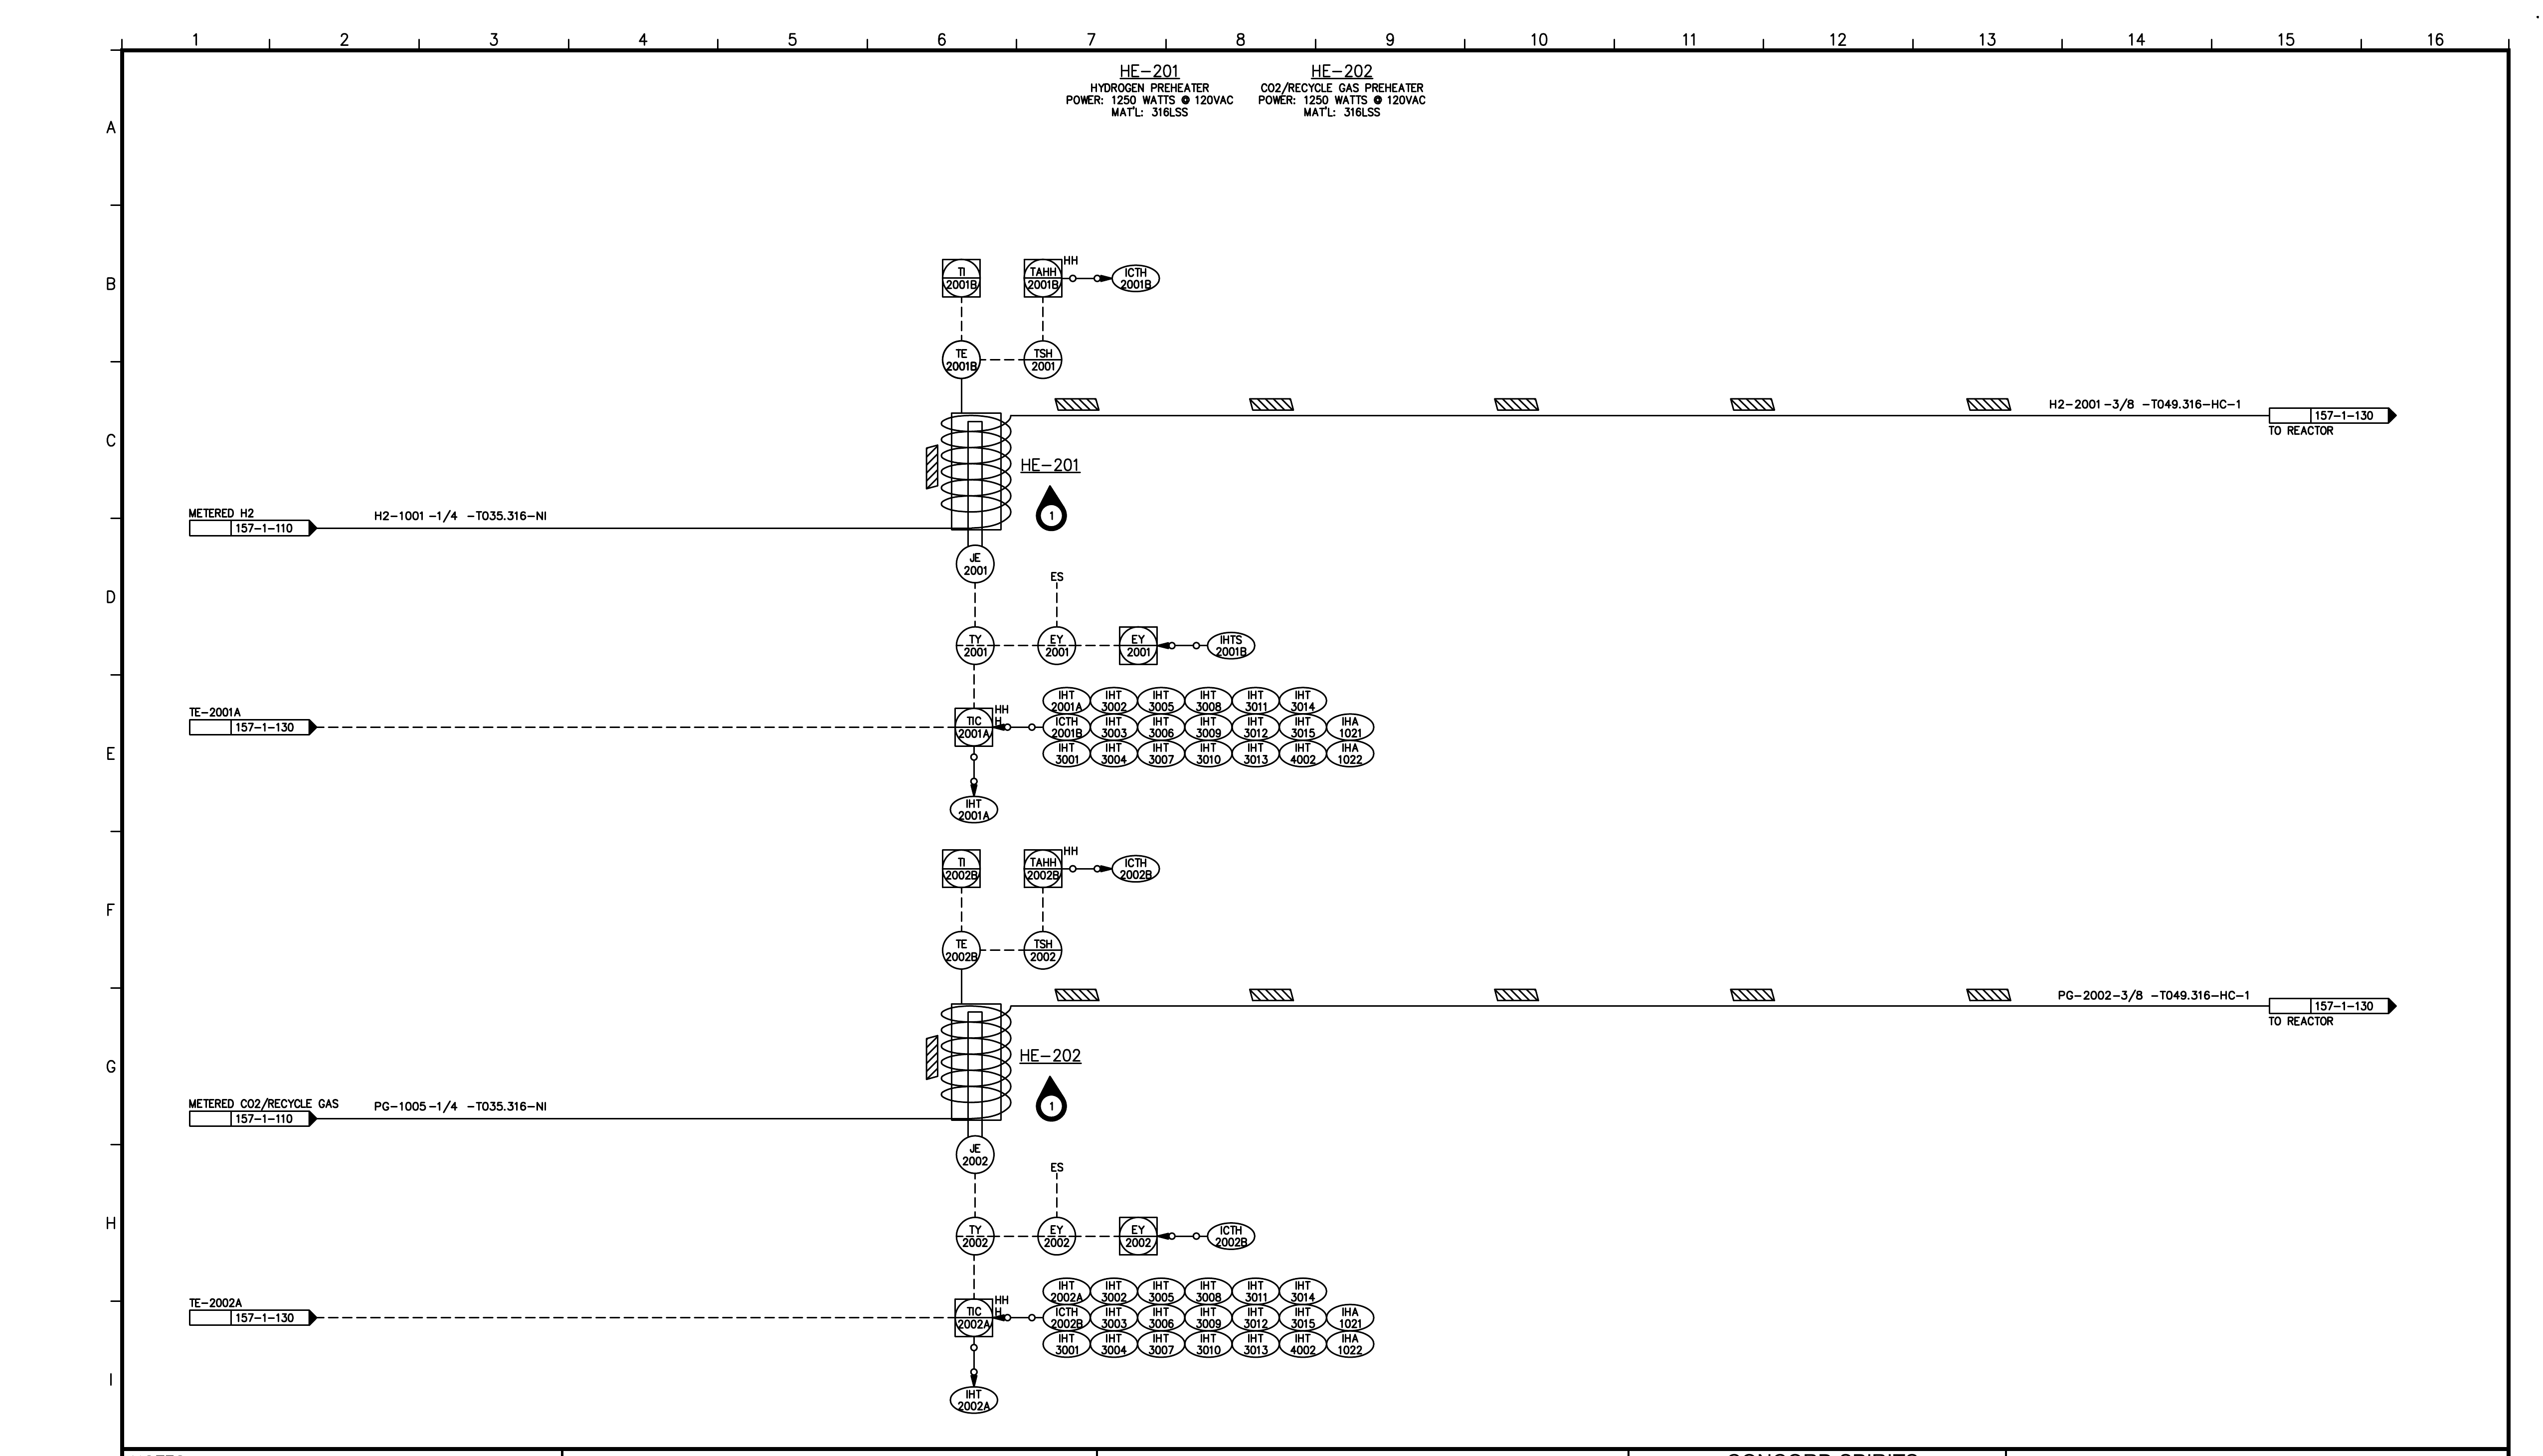 1 2 3 4 5 6 7 8 9 10 11 12 13 14 15 16
HE-201
HYDROGEN PREHEATER
POWER: 1250 WATTS @ 120VAC
MAT'L: 316LSS
HE-202
CO2/RECYCLE GAS PREHEATER
POWER: 1250 WATTS @ 120VAC
MAT'L: 316LSS
A
B
C
D
E
F
G
H
I
TI
2001B
TAHH
2001B
HH
ICTH
2001B
TE
2001B
TSH
2001
H2-2001-3/8 -T049.316-HC-1
157-1-130
TO REACTOR
HE-201
1
METERED H2
157-1-110
H2-1001-1/4 -T035.316-NI
JE
2001
ES
TY
2001
EY
2001
EY
2001
IHTS
2001B
TE-2001A
157-1-130
TIC
2001A
HH
H
IHT IHT IHT IHT IHT IHT
2001A 3002 3005 3008 3011 3014
ICTH IHT IHT IHT IHT IHT IHA
2001B 3003 3006 3009 3012 3015 1021
IHT IHT IHT IHT IHT IHT IHA
3001 3004 3007 3010 3013 4002 1022
IHT
2001A
TI
2002B
TAHH
2002B
HH
ICTH
2002B
TE
2002B
TSH
2002
PG-2002-3/8 -T049.316-HC-1
157-1-130
TO REACTOR
HE-202
1
METERED CO2/RECYCLE GAS
157-1-110
PG-1005-1/4 -T035.316-NI
JE
2002
ES
TY
2002
EY
2002
EY
2002
ICTH
2002B
TE-2002A
157-1-130
TIC
2002A
HH
H
IHT IHT IHT IHT IHT IHT
2002A 3002 3005 3008 3011 3014
ICTH IHT IHT IHT IHT IHT IHA
2002B 3003 3006 3009 3012 3015 1021
IHT IHT IHT IHT IHT IHT IHA
3001 3004 3007 3010 3013 4002 1022
IHT
2002A